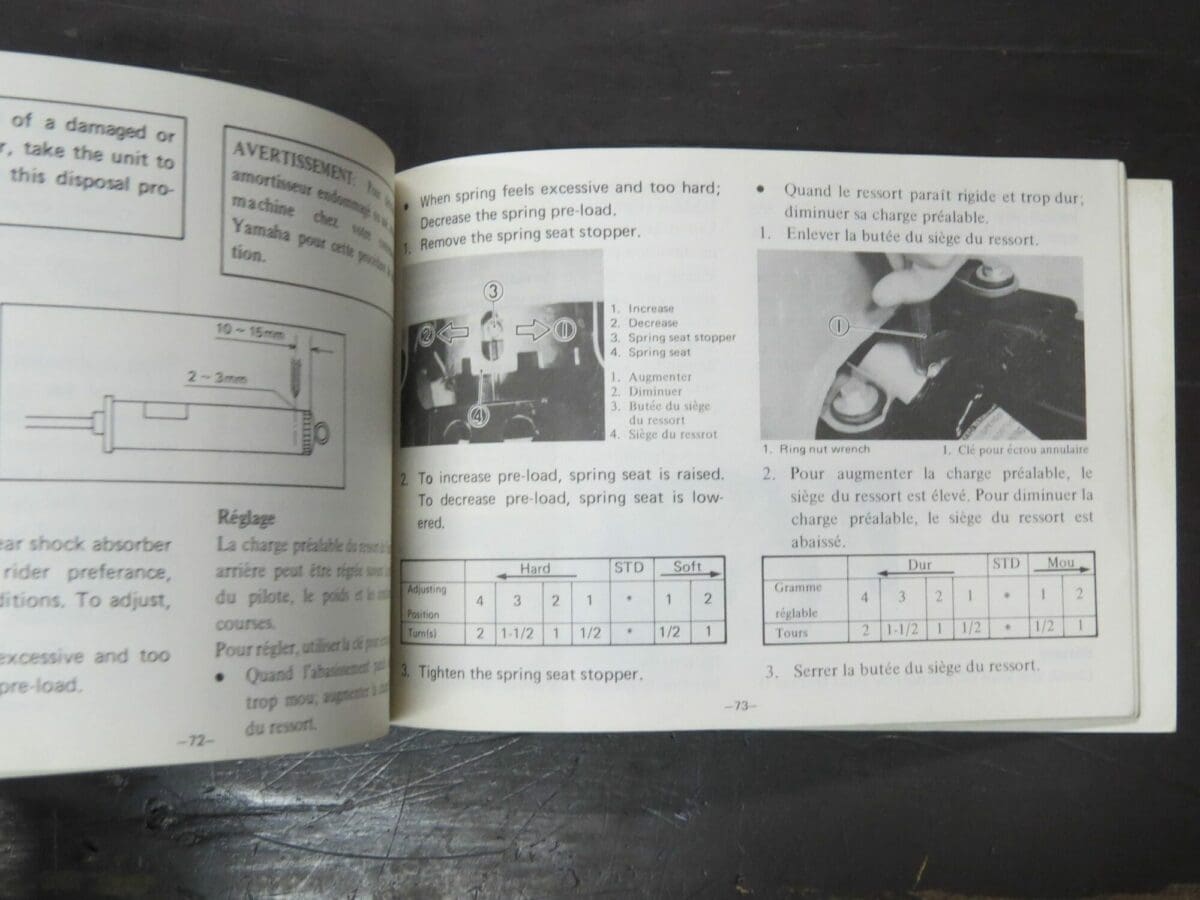 of a damaged or
take the unit to
this disposal pro-
AVERTISSEMENT:
amortisseur endommagé
machine chez votre
Yamaha pour cette
tion.
10 ~ 15mm
2 ~ 3mm
ear shock absorber
rider preferance,
ditions. To adjust,
excessive and too
pre-load.
Réglage
La charge préalable du
arrière peut être
du pilote, le poids et
courses.
Pour régler, utiliser la clé
• Quand l'abaissement
trop mou; augmenter la
du ressort.
–72–
• When spring feels excessive and too hard;
Decrease the spring pre-load.
1. Remove the spring seat stopper.
③
② ①
④
1. Increase
2. Decrease
3. Spring seat stopper
4. Spring seat
1. Augmenter
2. Diminuer
3. Butée du siège
du ressort
4. Siège du ressrot
2. To increase pre-load, spring seat is raised.
To decrease pre-load, spring seat is low-
ered.
Hard STD Soft
Adjusting
Position 4 3 2 1 * 1 2
Turn(s) 2 1-1/2 1 1/2 * 1/2 1
3. Tighten the spring seat stopper.
• Quand le ressort paraît rigide et trop dur;
diminuer sa charge préalable.
1. Enlever la butée du siège du ressort.
①
1. Ring nut wrench 1. Clé pour écrou annulaire
2. Pour augmenter la charge préalable, le
siège du ressort est élevé. Pour diminuer la
charge préalable, le siège du ressort est
abaissé.
Dur STD Mou
Gramme
réglable 4 3 2 1 * 1 2
Tours 2 1-1/2 1 1/2 * 1/2 1
3. Serrer la butée du siège du ressort.
–73–